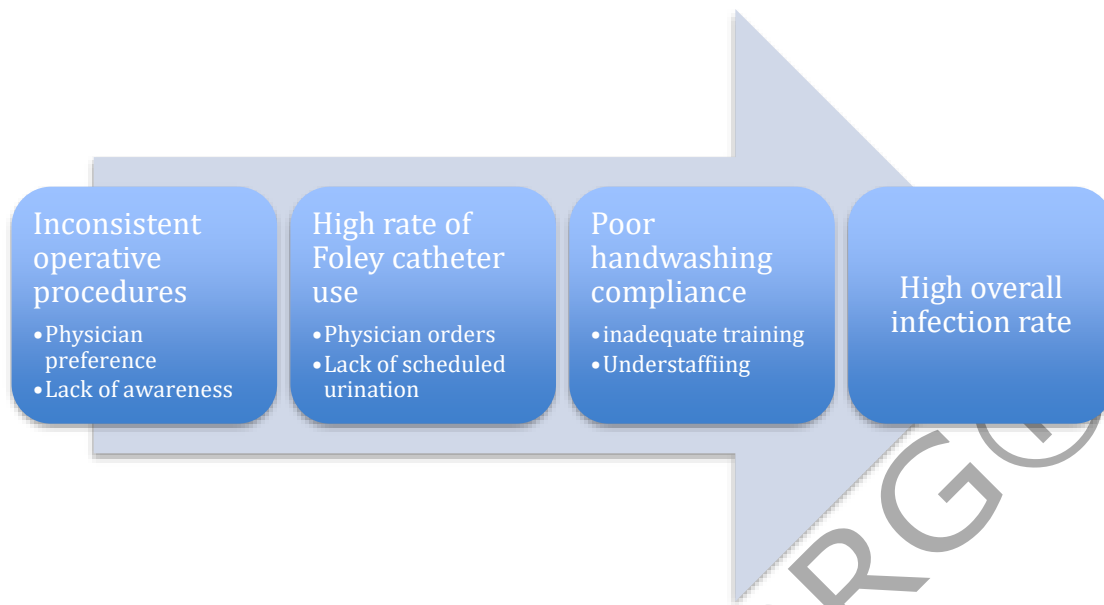 Inconsistent
operative
procedures
•Physician
preference
•Lack of awareness
High rate of
Foley catheter
use
•Physician orders
•Lack of scheduled
urination
Poor
handwashing
compliance
•inadequate training
•Understaffiing
High overall
infection rate